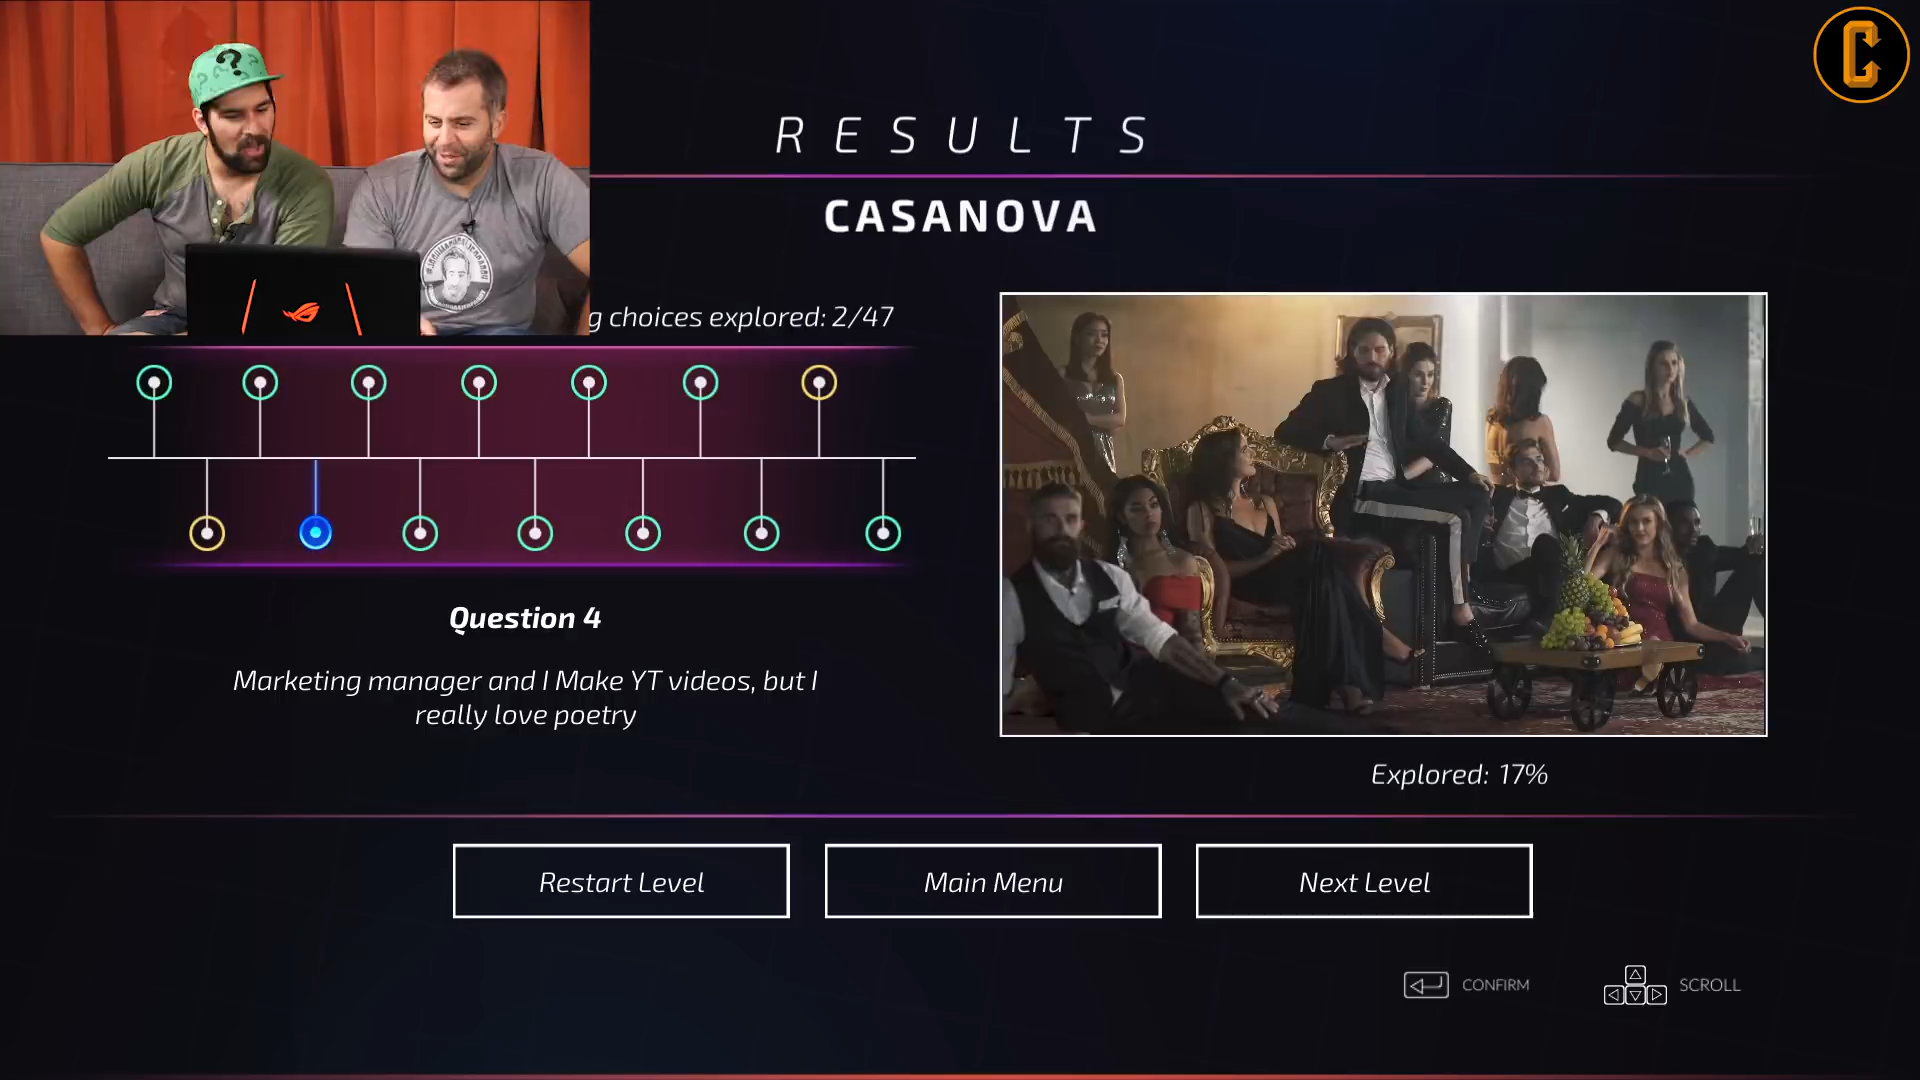 RESULTS
CASANOVA
g choices explored: 2/47
Question 4
Marketing manager and I Make YT videos, but I
really love poetry
Explored: 17%
Restart Level
Main Menu
Next Level
CONFIRM
SCROLL